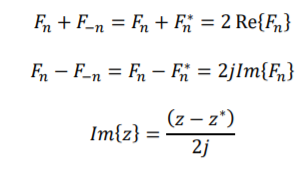 Fₙ + F₋ₙ = Fₙ + Fₙ* = 2 Re{Fₙ}
Fₙ − F₋ₙ = Fₙ − Fₙ* = 2jIm{Fₙ}
Im{z} = (z − z*) / 2j